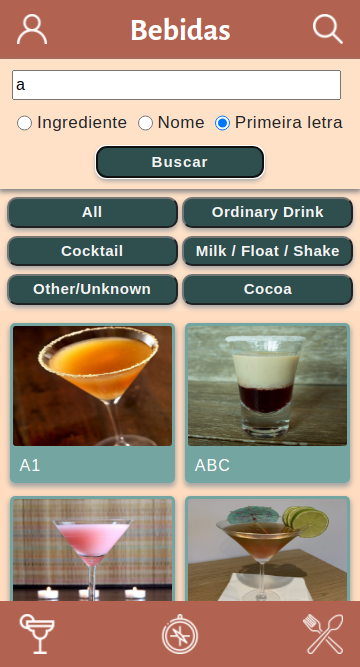 Bebidas
a
Ingrediente Nome Primeira letra
Buscar
All Ordinary Drink
Cocktail Milk / Float / Shake
Other/Unknown Cocoa
A1 ABC